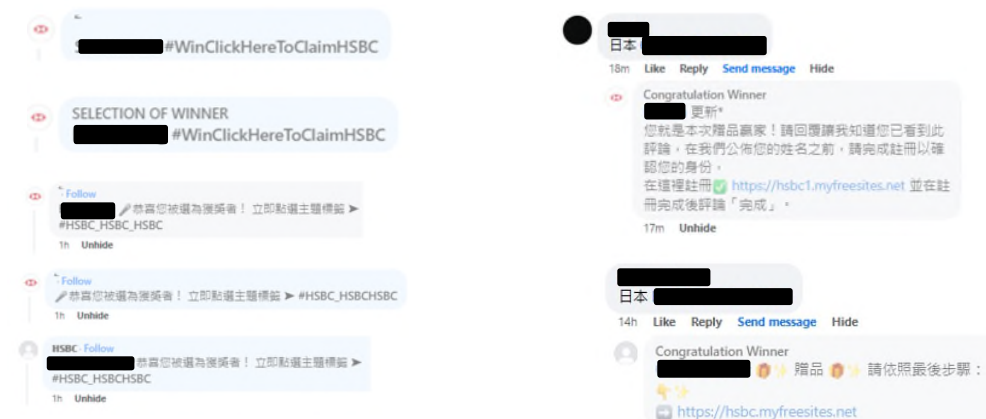 #WinClickHereToClaimHSBC
SELECTION OF WINNER
#WinClickHereToClaimHSBC
Follow
恭喜您被選為獲獎者! 立即點選主題標籤 ➤
#HSBC_HSBC_HSBC
1h Unhide
Follow
恭喜您被選為獲獎者! 立即點選主題標籤 ➤ #HSBC_HSBCHSBC
1h Unhide
HSBC · Follow
恭喜您被選為獲獎者! 立即點選主題標籤 ➤
#HSBC_HSBCHSBC
1h Unhide
日本
18m Like Reply Send message Hide
Congratulation Winner
更新*
您就是本次贈品贏家!請回覆讓我知道您已看到此
評論,在我們公佈您的姓名之前,請完成註冊以確
認您的身份。
在這裡註冊✅ https://hsbc1.myfreesites.net 並在註
冊完成後評論「完成」。
17m Unhide
日本
14h Like Reply Send message Hide
Congratulation Winner
🎁✨ 贈品 🎁✨ 請依照最後步驟:
👇✨
➡️ https://hsbc.myfreesites.net